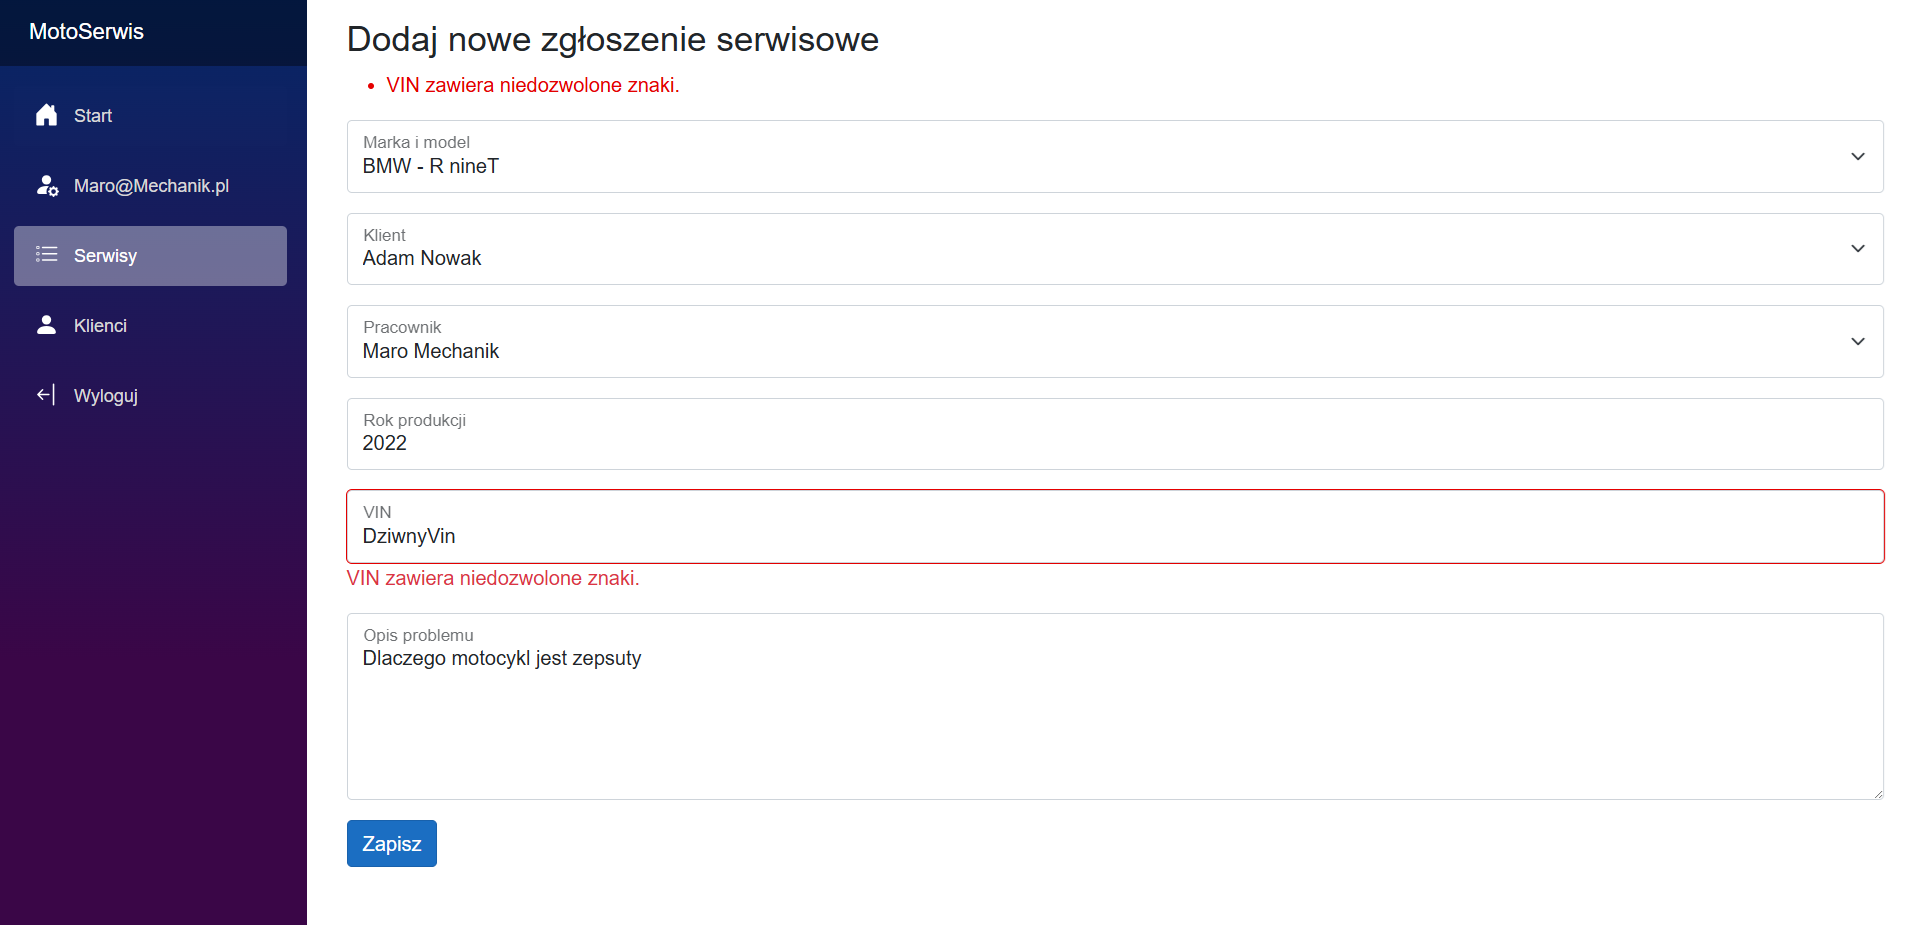 MotoSerwis
Start
Maro@Mechanik.pl
Serwisy
Klienci
Wyloguj
Dodaj nowe zgłoszenie serwisowe
VIN zawiera niedozwolone znaki.
Marka i model
BMW - R nineT
Klient
Adam Nowak
Pracownik
Maro Mechanik
Rok produkcji
2022
VIN
DziwnyVin
VIN zawiera niedozwolone znaki.
Opis problemu
Dlaczego motocykl jest zepsuty
Zapisz